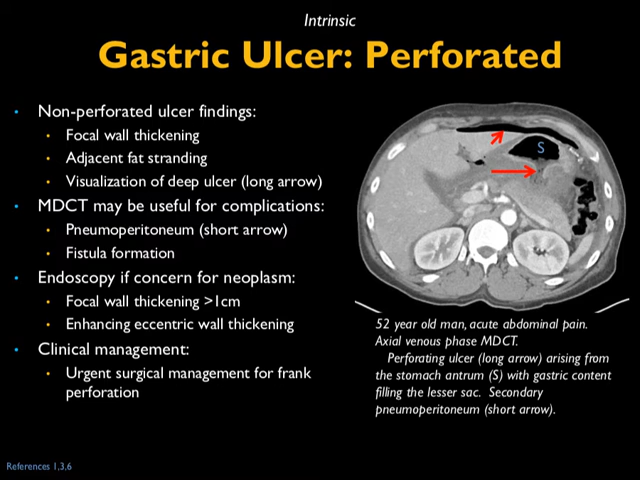 Intrinsic
Gastric Ulcer: Perforated
• Non-perforated ulcer findings:
• Focal wall thickening
• Adjacent fat stranding
• Visualization of deep ulcer (long arrow)
• MDCT may be useful for complications:
• Pneumoperitoneum (short arrow)
• Fistula formation
• Endoscopy if concern for neoplasm:
• Focal wall thickening >1cm
• Enhancing eccentric wall thickening
• Clinical management:
• Urgent surgical management for frank
perforation
S
52 year old man, acute abdominal pain.
Axial venous phase MDCT.
Perforating ulcer (long arrow) arising from
the stomach antrum (S) with gastric content
filling the lesser sac. Secondary
pneumoperitoneum (short arrow).
References 1,3,6